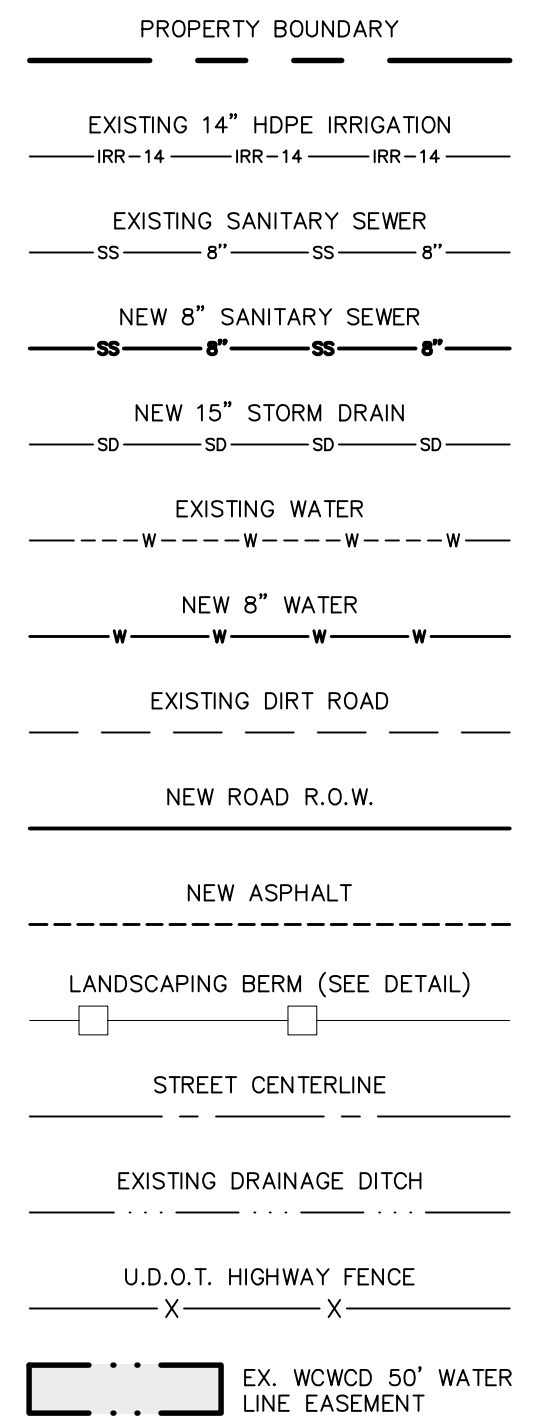 PROPERTY BOUNDARY
EXISTING 14" HDPE IRRIGATION
IRR-14 IRR-14 IRR-14
EXISTING SANITARY SEWER
SS 8" SS 8"
NEW 8" SANITARY SEWER
SS 8" SS 8"
NEW 15" STORM DRAIN
SD SD SD SD
EXISTING WATER
W W W W
NEW 8" WATER
W W W W
EXISTING DIRT ROAD
NEW ROAD R.O.W.
NEW ASPHALT
LANDSCAPING BERM (SEE DETAIL)
STREET CENTERLINE
EXISTING DRAINAGE DITCH
U.D.O.T. HIGHWAY FENCE
X X
EX. WCWCD 50' WATER
LINE EASEMENT